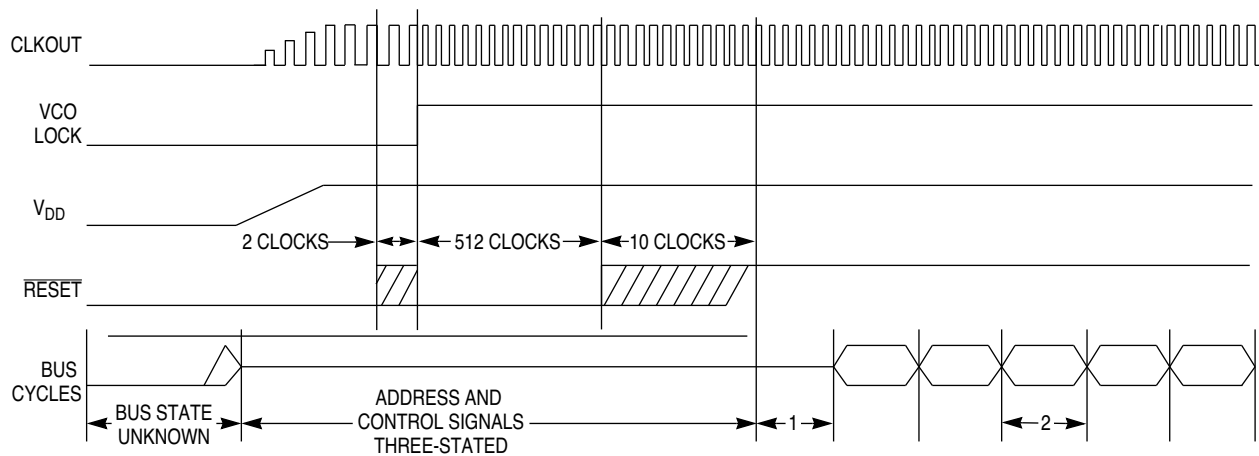 CLKOUT
VCO
LOCK
VDD
2 CLOCKS
512 CLOCKS
10 CLOCKS
RESET
BUS
CYCLES
BUS STATE
UNKNOWN
ADDRESS AND
CONTROL SIGNALS
THREE-STATED
1
2